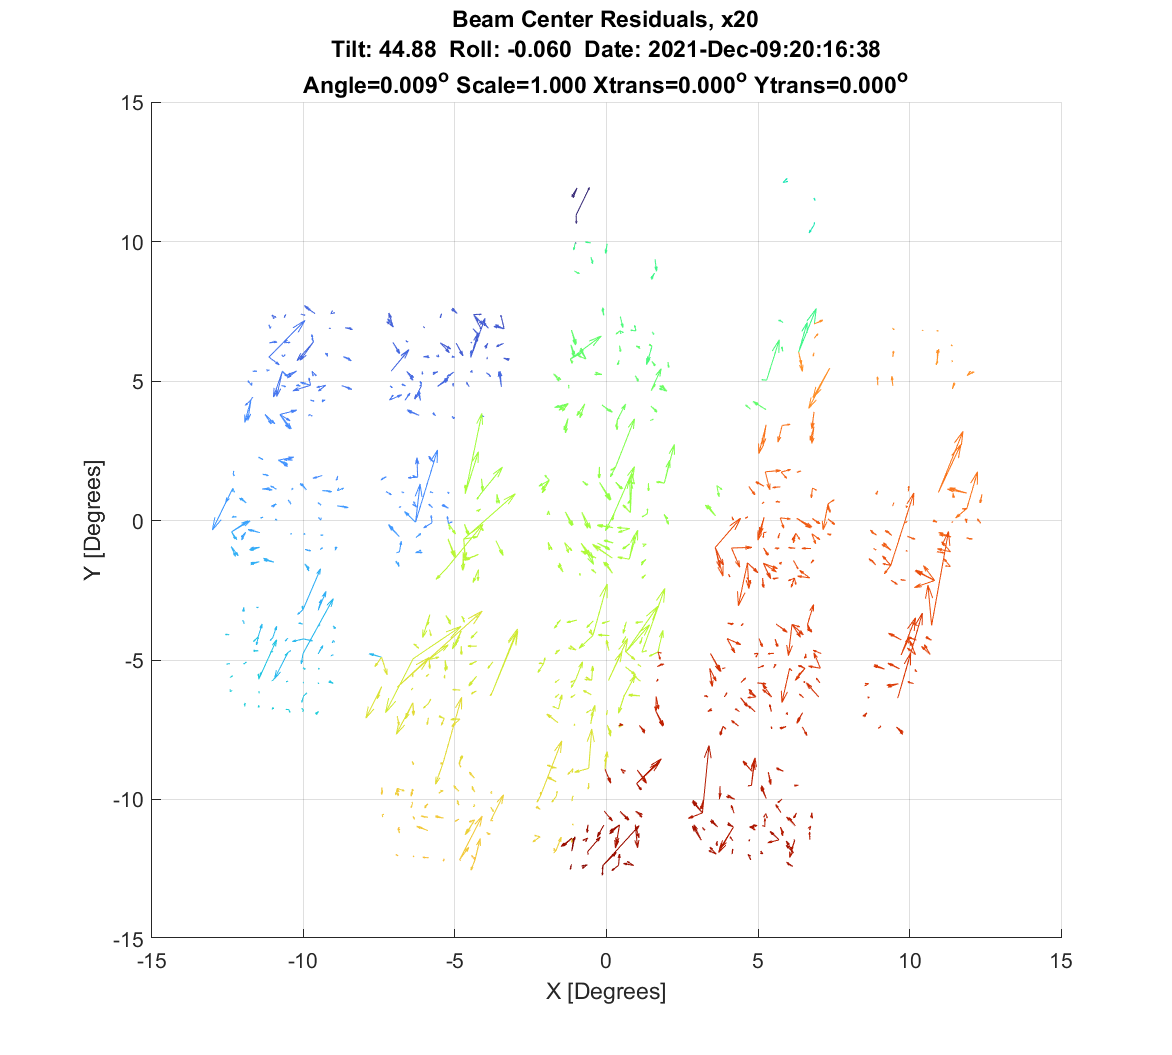 Beam Center Residuals, x20
Tilt: 44.88 Roll: -0.060 Date: 2021-Dec-09:20:16:38
Angle=0.009° Scale=1.000 Xtrans=0.000° Ytrans=0.000°
15
10
5
0
-5
-10
-15
Y [Degrees]
-15 -10 -5 0 5 10 15
X [Degrees]